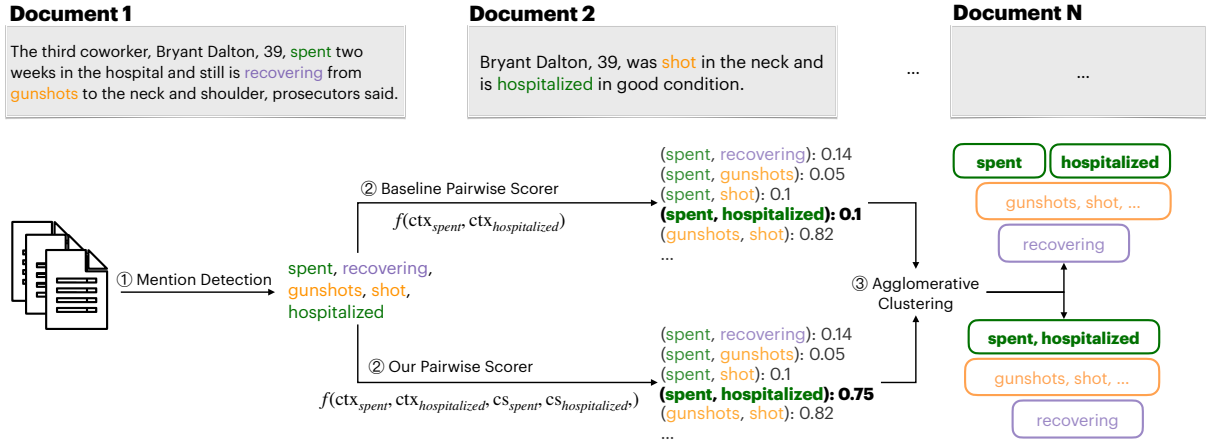 Document 1
The third coworker, Bryant Dalton, 39, spent two
weeks in the hospital and still is recovering from
gunshots to the neck and shoulder, prosecutors said.
Document 2
Bryant Dalton, 39, was shot in the neck and
is hospitalized in good condition.
...
Document N
...
① Mention Detection
spent, recovering,
gunshots, shot,
hospitalized
② Baseline Pairwise Scorer
f(ctx_spent, ctx_hospitalized)
(spent, recovering): 0.14
(spent, gunshots): 0.05
(spent, shot): 0.1
(spent, hospitalized): 0.1
(gunshots, shot): 0.82
...
② Our Pairwise Scorer
f(ctx_spent, ctx_hospitalized, cs_spent, cs_hospitalized,)
(spent, recovering): 0.14
(spent, gunshots): 0.05
(spent, shot): 0.1
(spent, hospitalized): 0.75
(gunshots, shot): 0.82
...
③ Agglomerative
Clustering
spent
hospitalized
gunshots, shot, ...
recovering
spent, hospitalized
gunshots, shot, ...
recovering